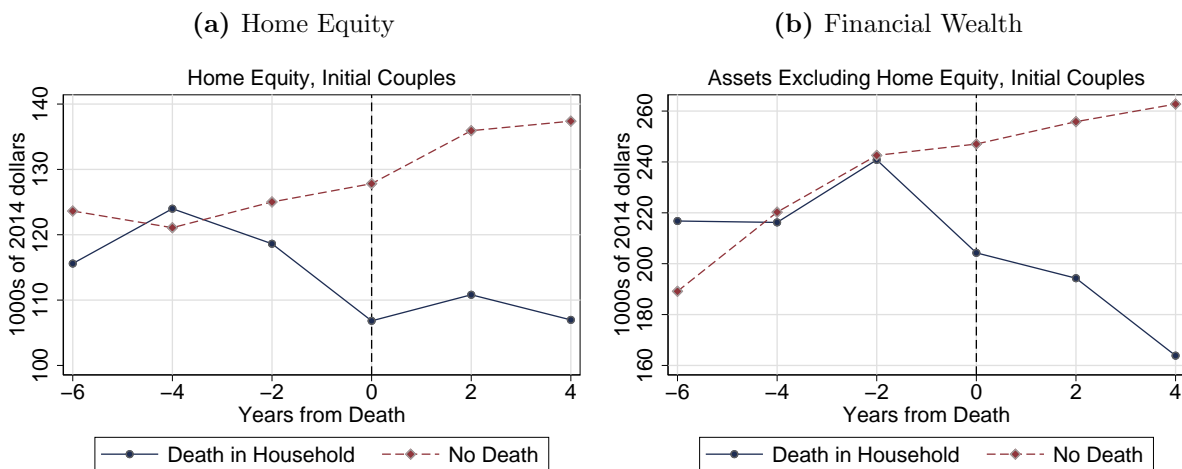 (a) Home Equity
Home Equity, Initial Couples
1000s of 2014 dollars
140
130
120
110
100
−6 −4 −2 0 2 4
Years from Death
Death in Household No Death
(b) Financial Wealth
Assets Excluding Home Equity, Initial Couples
1000s of 2014 dollars
260
240
220
200
180
160
−6 −4 −2 0 2 4
Years from Death
Death in Household No Death